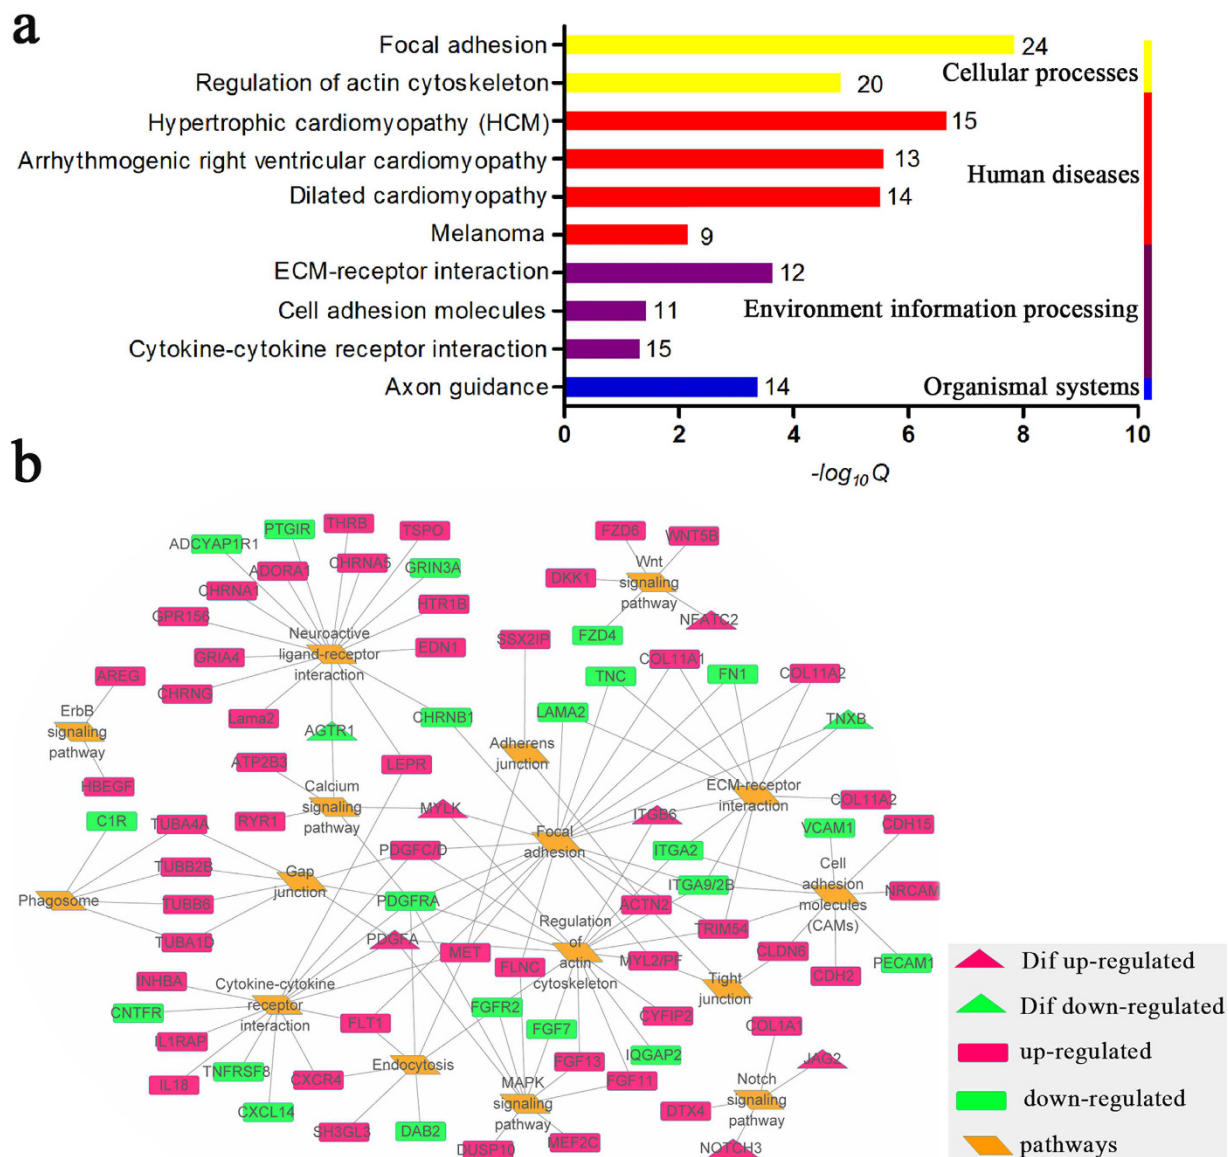 a
Focal adhesion
24
Cellular processes
Regulation of actin cytoskeleton
20
Hypertrophic cardiomyopathy (HCM)
15
Arrhythmogenic right ventricular cardiomyopathy
13
Human diseases
Dilated cardiomyopathy
14
Melanoma
9
ECM-receptor interaction
12
Cell adhesion molecules
11
Environment information processing
Cytokine-cytokine receptor interaction
15
Axon guidance
14
Organismal systems
0 2 4 6 8 10
-log10Q
b
PTGIR
THRB
TSPO
FZD6
WNT5B
ADCYAP1R1
ADORA1
CHRNA5
GRIN3A
Wnt
signaling
pathway
DKK1
CHRNA1
HTR1B
GPR156
NFATC2
Neuroactive
ligand-receptor
interaction
EDN1
SSX2IP
FZD4
GRIA4
COL11A1
AREG
CHRNG
TNC
FN1
COL11A2
ErbB
signaling
pathway
Lama2
AGTR1
CHRNB1
LAMA2
TNXB
Adherens
junction
ATP2B3
LEPR
HBEGF
Calcium
signaling
pathway
ECM-receptor
interaction
COL11A2
C1R
TUBA4A
RYR1
MYLK
Focal
adhesion
ITGB6
VCAM1
CDH15
ITGA2
TUBB2B
Gap
junction
PDGFC/D
Cell
adhesion
molecules
(CAMs)
ITGA9/2B
NRCAM
Phagosome
TUBB6
PDGFRA
ACTN2
Regulation
of
actin
cytoskeleton
TRIM54
TUBA1D
PDGFA
MET
CLDN6
PECAM1
INHBA
Cytokine-cytokine
receptor
interaction
FLNC
MYL2/PF
Tight
junction
CDH2
CNTFR
FGFR2
CYFIP2
IL1RAP
FLT1
FGF7
COL1A1
TNFRSF8
Endocytosis
FGF13
IQGAP2
JAG2
IL18
CXCR4
MAPK
signaling
pathway
FGF11
Notch
signaling
pathway
CXCL14
DTX4
SH3GL3
DAB2
DUSP10
MEF2C
NOTCH3
Dif up-regulated
Dif down-regulated
up-regulated
down-regulated
pathways